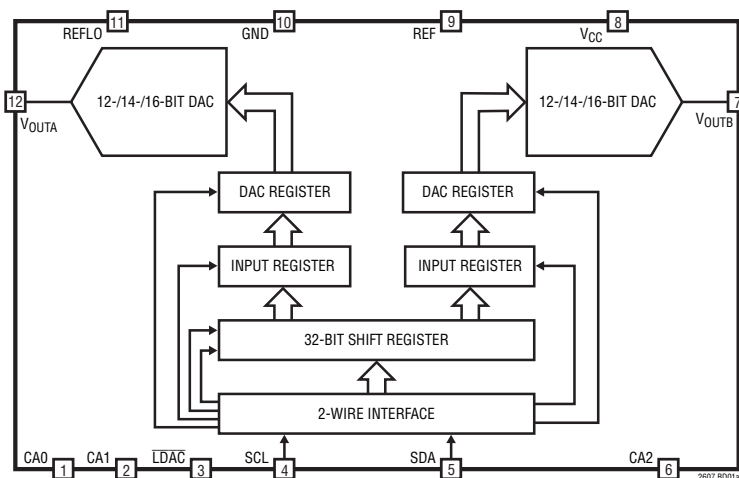 11 10 9 8
REFLO GND REF VCC
12-/14-/16-BIT DAC 12-/14-/16-BIT DAC
12 7
VOUTA VOUTB
DAC REGISTER DAC REGISTER
INPUT REGISTER INPUT REGISTER
32-BIT SHIFT REGISTER
2-WIRE INTERFACE
CA0 CA1 LDAC SCL SDA CA2
1 2 3 4 5 6
2607 BD01a